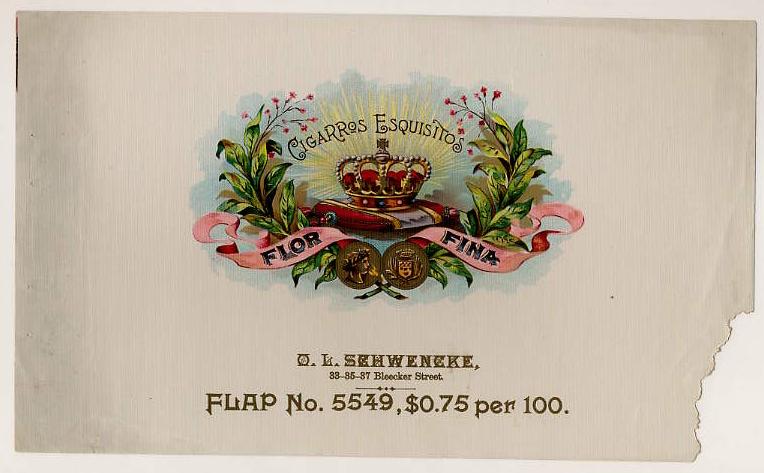 CIGARROS ESQUISITOS
FLOR FINA
O. L. SCHWENCKE,
33-35-37 Bleecker Street.
FLAP No. 5549, $0.75 per 100.